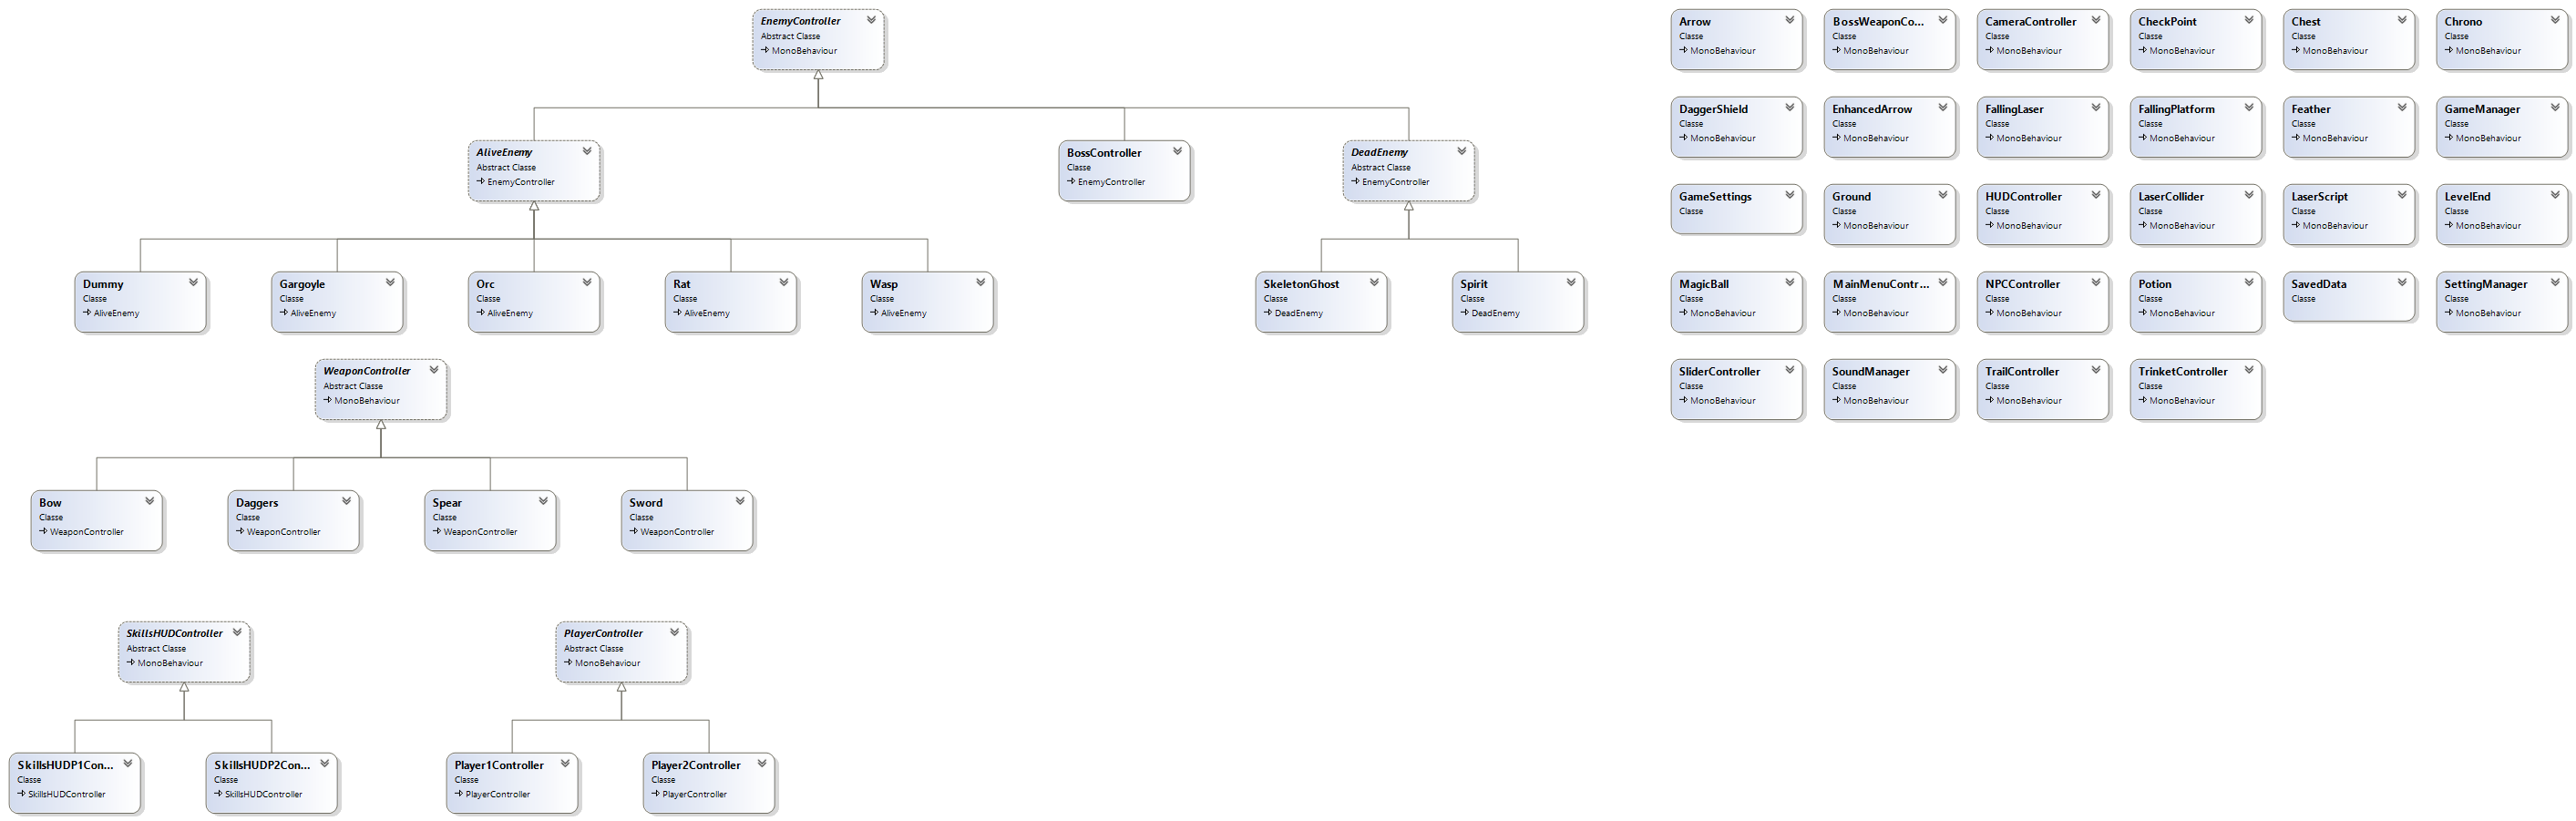 EnemyController
Abstract Classe
MonoBehaviour
AliveEnemy
Abstract Classe
EnemyController
BossController
Classe
EnemyController
DeadEnemy
Abstract Classe
EnemyController
Dummy
Classe
AliveEnemy
Gargoyle
Classe
AliveEnemy
Orc
Classe
AliveEnemy
Rat
Classe
AliveEnemy
Wasp
Classe
AliveEnemy
SkeletonGhost
Classe
DeadEnemy
Spirit
Classe
DeadEnemy
WeaponController
Abstract Classe
MonoBehaviour
Bow
Classe
WeaponController
Daggers
Classe
WeaponController
Spear
Classe
WeaponController
Sword
Classe
WeaponController
SkillsHUDController
Abstract Classe
MonoBehaviour
PlayerController
Abstract Classe
MonoBehaviour
SkillsHUDP1Con...
Classe
SkillsHUDController
SkillsHUDP2Con...
Classe
SkillsHUDController
Player1Controller
Classe
PlayerController
Player2Controller
Classe
PlayerController
Arrow
Classe
MonoBehaviour
BossWeaponCo...
Classe
MonoBehaviour
CameraController
Classe
MonoBehaviour
CheckPoint
Classe
MonoBehaviour
Chest
Classe
MonoBehaviour
Chrono
Classe
MonoBehaviour
DaggerShield
Classe
MonoBehaviour
EnhancedArrow
Classe
MonoBehaviour
FallingLaser
Classe
MonoBehaviour
FallingPlatform
Classe
MonoBehaviour
Feather
Classe
MonoBehaviour
GameManager
Classe
MonoBehaviour
GameSettings
Classe
Ground
Classe
MonoBehaviour
HUDController
Classe
MonoBehaviour
LaserCollider
Classe
MonoBehaviour
LaserScript
Classe
MonoBehaviour
LevelEnd
Classe
MonoBehaviour
MagicBall
Classe
MonoBehaviour
MainMenuContr...
Classe
MonoBehaviour
NPCController
Classe
MonoBehaviour
Potion
Classe
MonoBehaviour
SavedData
Classe
SettingManager
Classe
MonoBehaviour
SliderController
Classe
MonoBehaviour
SoundManager
Classe
MonoBehaviour
TrailController
Classe
MonoBehaviour
TrinketController
Classe
MonoBehaviour